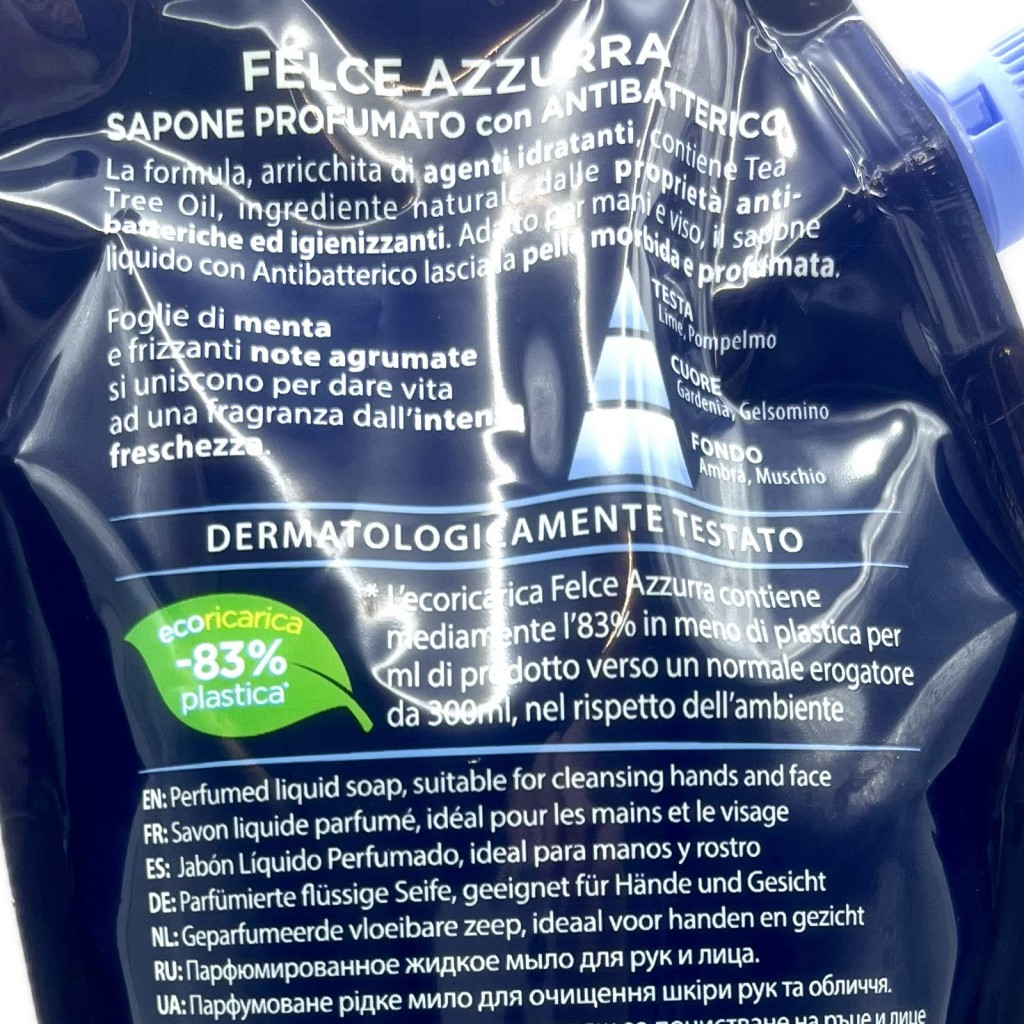 FELCE AZZURRA
SAPONE PROFUMATO con ANTIBATTERICO
La formula, arricchita di agenti idratanti, contiene Tea
Tree Oil, ingrediente naturale dalle proprietà anti-
batteriche ed igienizzanti. Adatto per mani e viso, il sapone
liquido con Antibatterico lascia la pelle morbida e profumata.
Foglie di menta
e frizzanti note agrumate
si uniscono per dare vita
ad una fragranza dall'intensa
freschezza.
TESTA
Lime, Pompelmo
CUORE
Gardenia, Gelsomino
FONDO
Ambra, Muschio
DERMATOLOGICAMENTE TESTATO
ecoricarica
-83%
plastica*
* L'ecoricarica Felce Azzurra contiene
mediamente l'83% in meno di plastica per
ml di prodotto verso un normale erogatore
da 300ml, nel rispetto dell'ambiente
EN: Perfumed liquid soap, suitable for cleansing hands and face
FR: Savon liquide parfumé, idéal pour les mains et le visage
ES: Jabón Líquido Perfumado, ideal para manos y rostro
DE: Parfümierte flüssige Seife, geeignet für Hände und Gesicht
NL: Geparfumeerde vloeibare zeep, ideaal voor handen en gezicht
RU: Парфюмированное жидкое мыло для рук и лица.
UA: Парфумоване рідке мило для очищення шкіри рук та обличчя.
почистване на ръце и лице